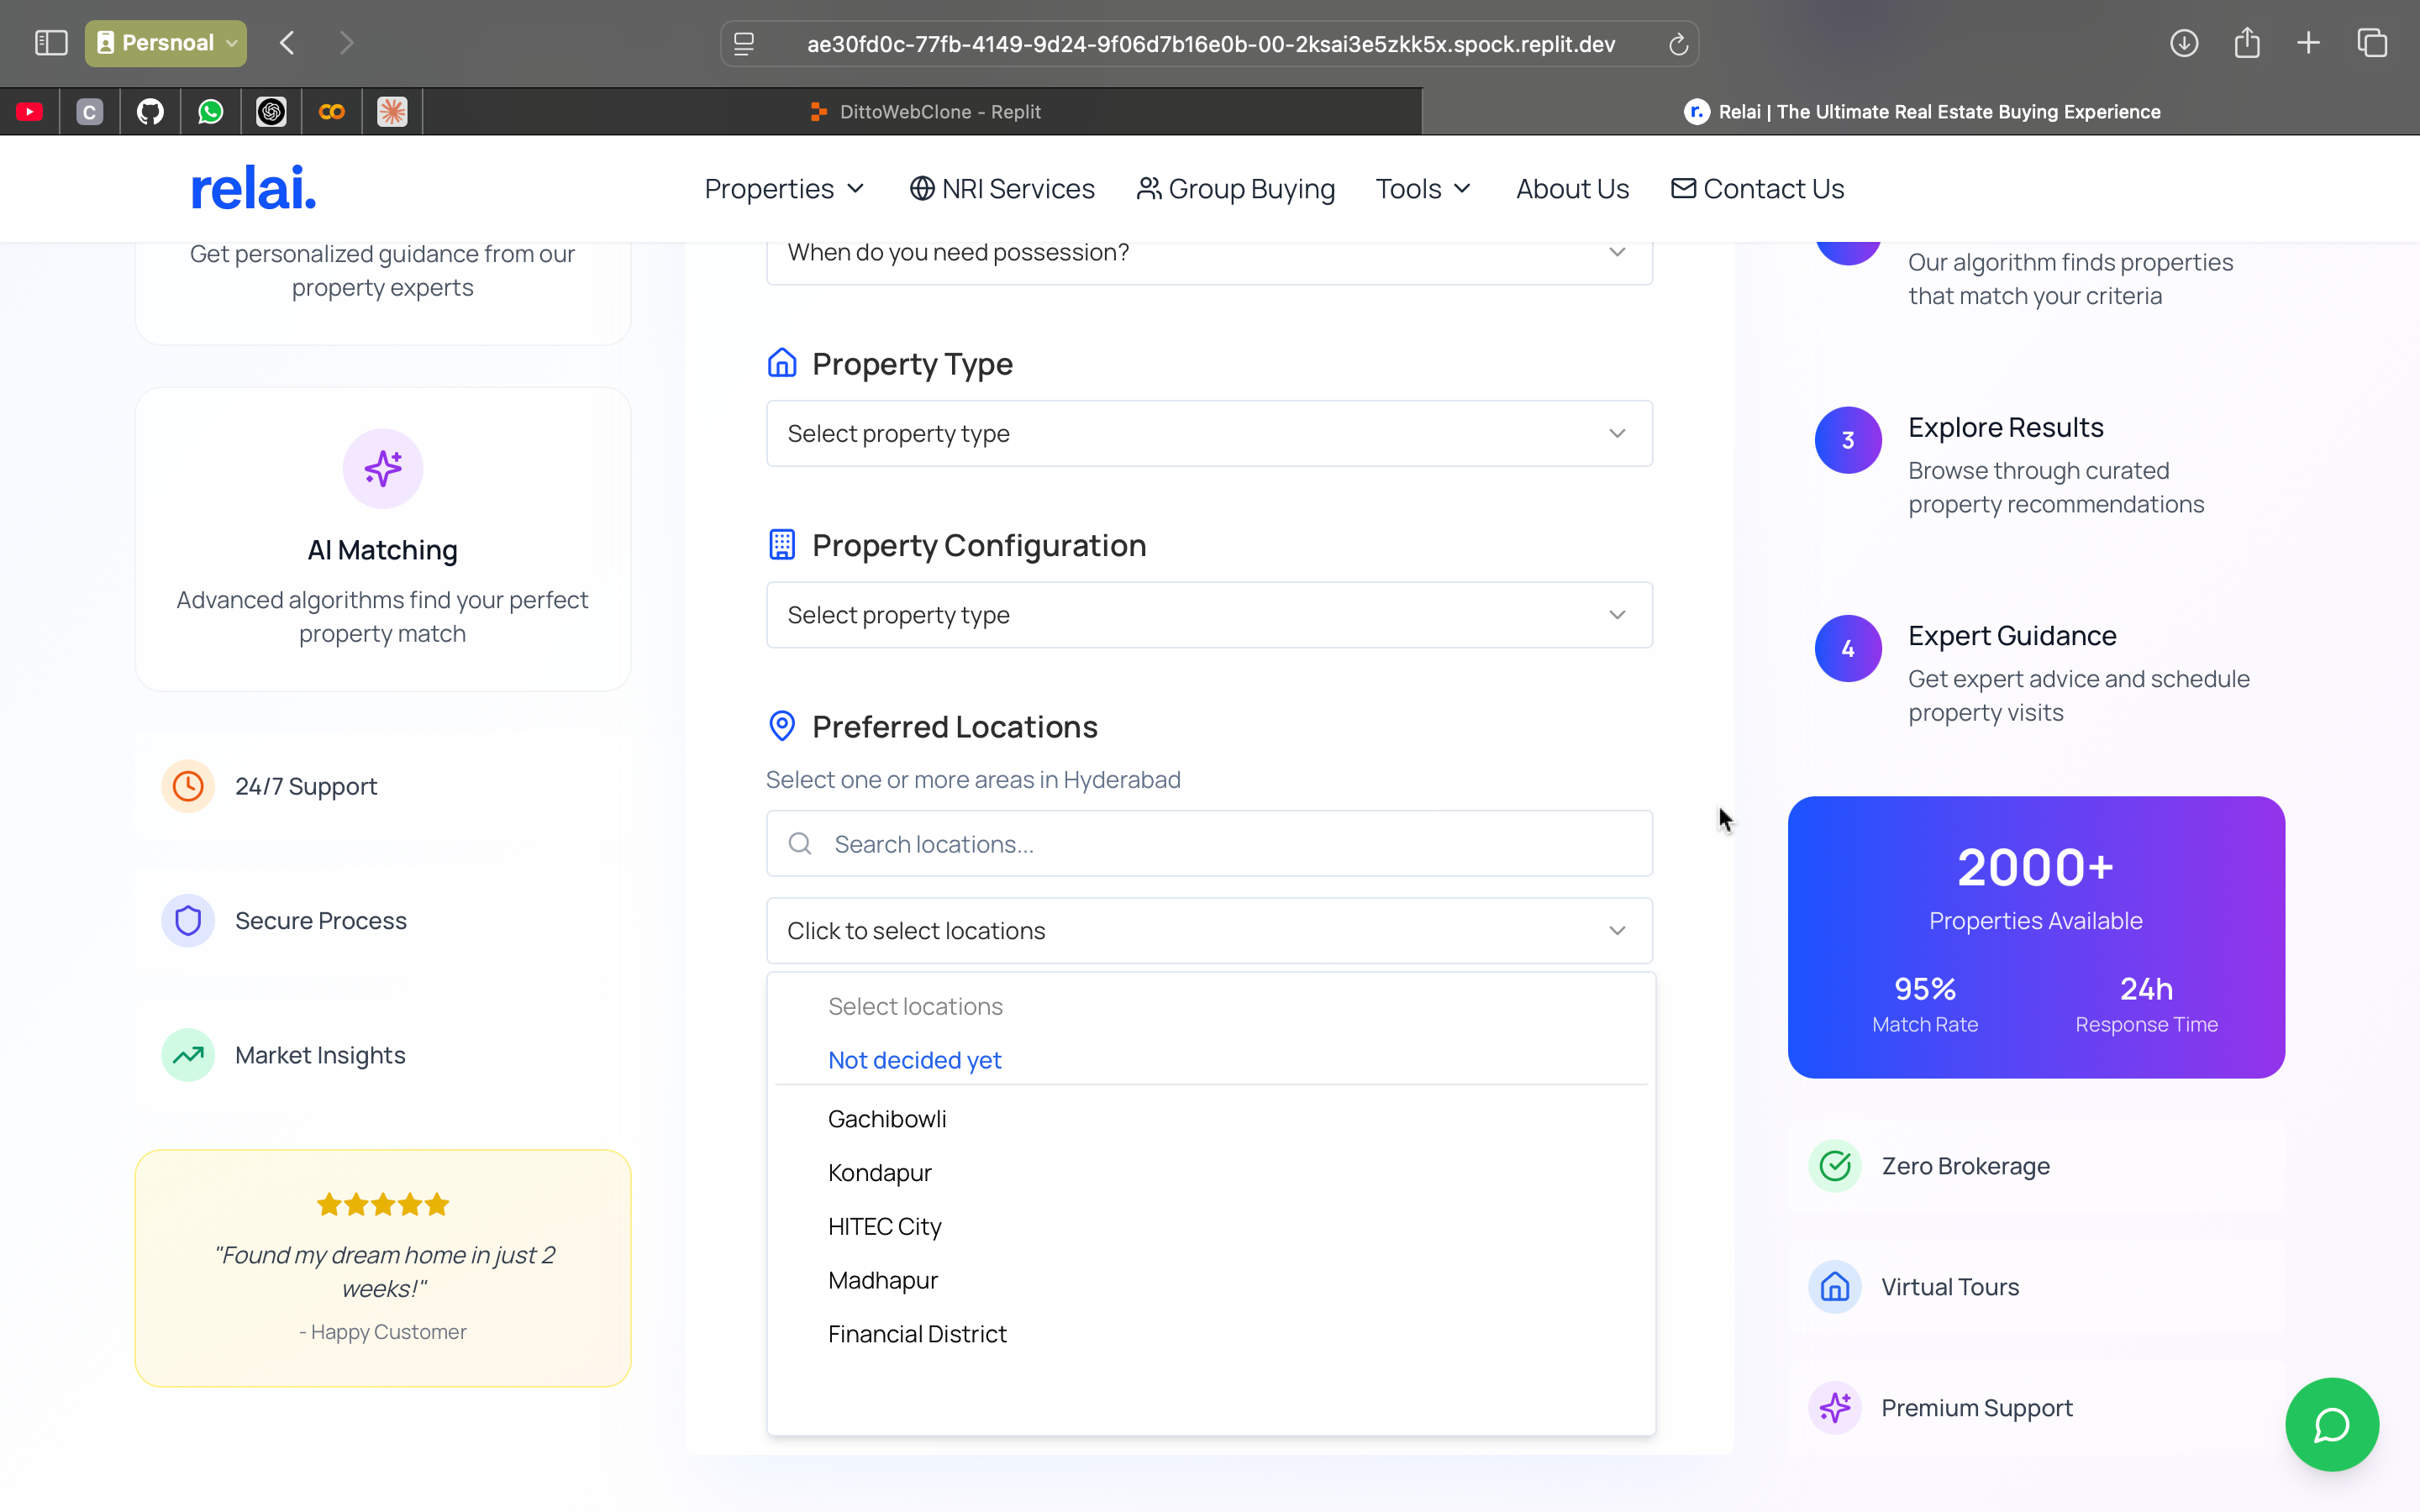 Persnoal
ae30fd0c-77fb-4149-9d24-9f06d7b16e0b-00-2ksai3e5zkk5x.spock.replit.dev
C
DittoWebClone - Replit
r.
Relai | The Ultimate Real Estate Buying Experience
relai.
Properties
NRI Services
Group Buying
Tools
About Us
Contact Us
Get personalized guidance from our
property experts
AI Matching
Advanced algorithms find your perfect
property match
24/7 Support
Secure Process
Market Insights
"Found my dream home in just 2
weeks!"
- Happy Customer
When do you need possession?
Property Type
Select property type
Property Configuration
Select property type
Preferred Locations
Select one or more areas in Hyderabad
Search locations...
Click to select locations
Select locations
Not decided yet
Gachibowli
Kondapur
HITEC City
Madhapur
Financial District
Our algorithm finds properties
that match your criteria
3
Explore Results
Browse through curated
property recommendations
4
Expert Guidance
Get expert advice and schedule
property visits
2000+
Properties Available
95%
Match Rate
24h
Response Time
Zero Brokerage
Virtual Tours
Premium Support